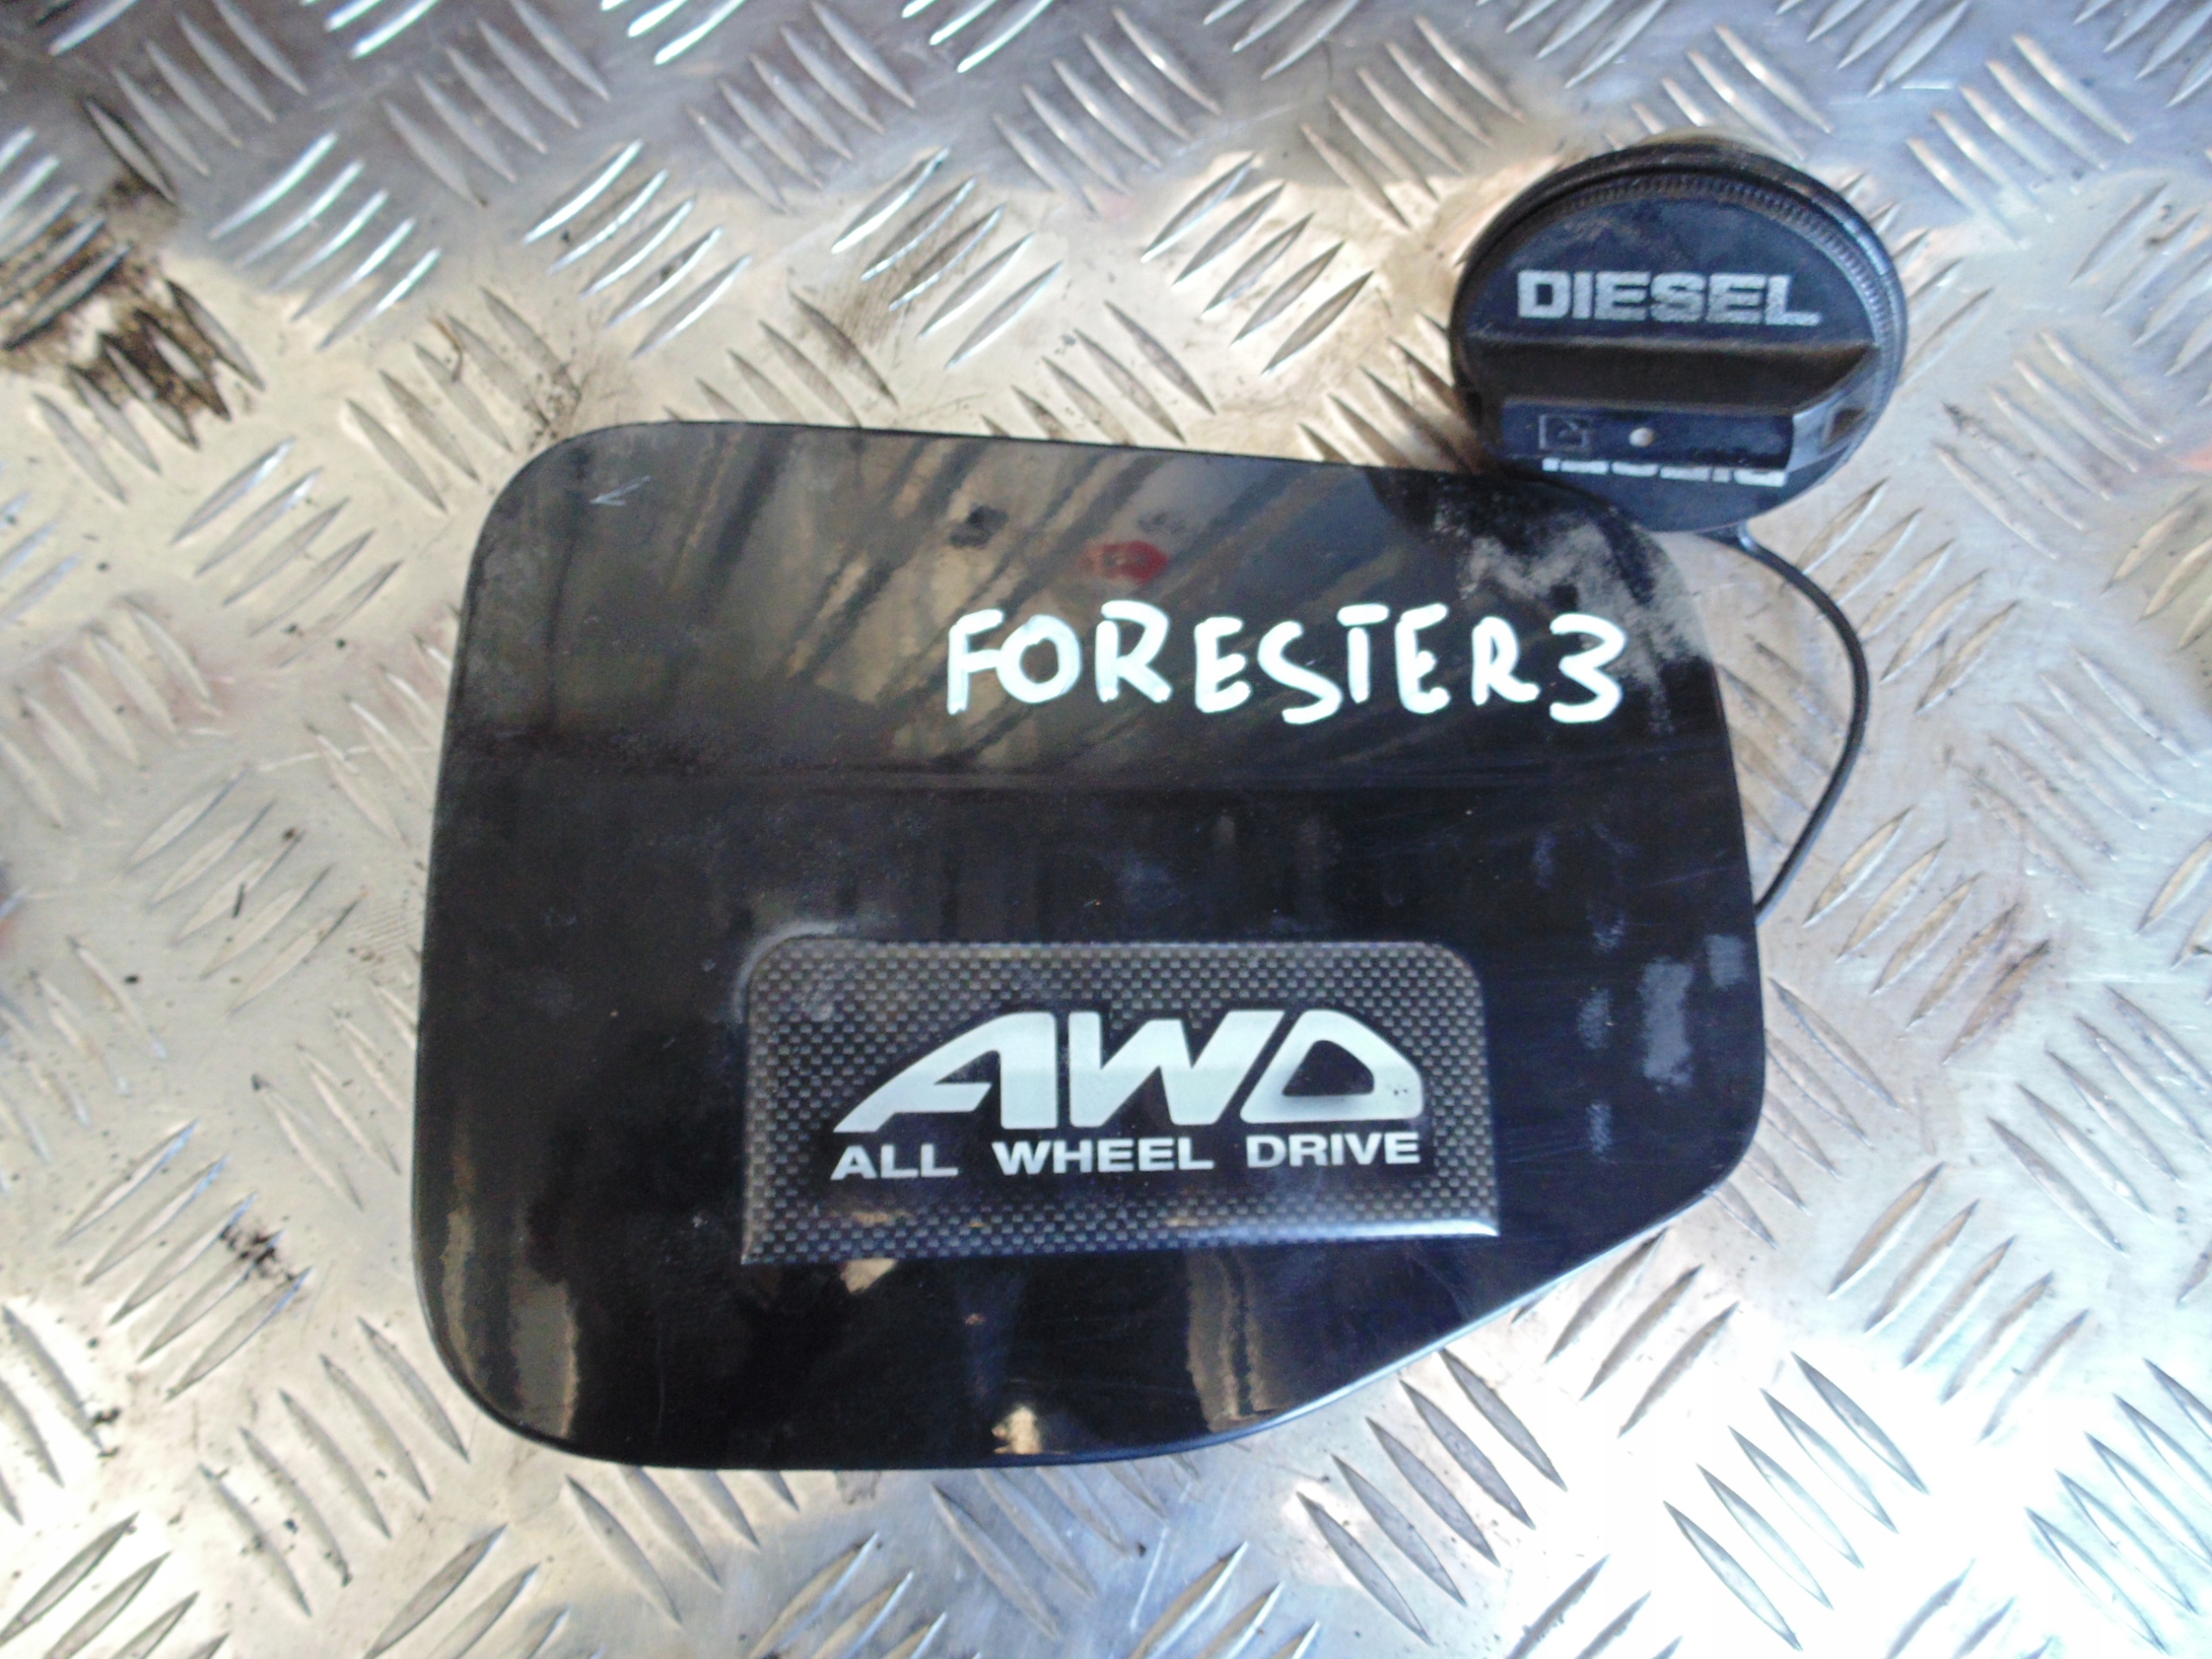 DIESEL
FORESTER3
AWD
ALL WHEEL DRIVE